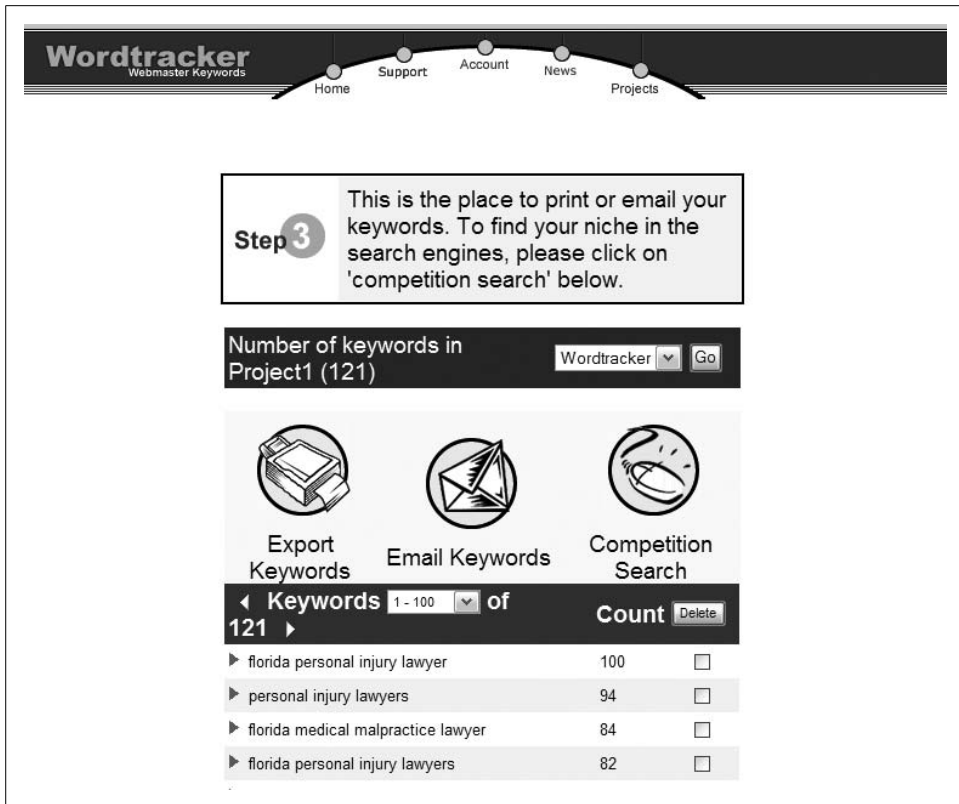 Wordtracker
Webmaster Keywords
Home
Support
Account
News
Projects
Step 3
This is the place to print or email your
keywords. To find your niche in the
search engines, please click on
'competition search' below.
Number of keywords in
Project1 (121)
Wordtracker
Go
Export
Keywords
Email Keywords
Competition
Search
Keywords 1 - 100 of
121
Count Delete
florida personal injury lawyer 100
personal injury lawyers 94
florida medical malpractice lawyer 84
florida personal injury lawyers 82